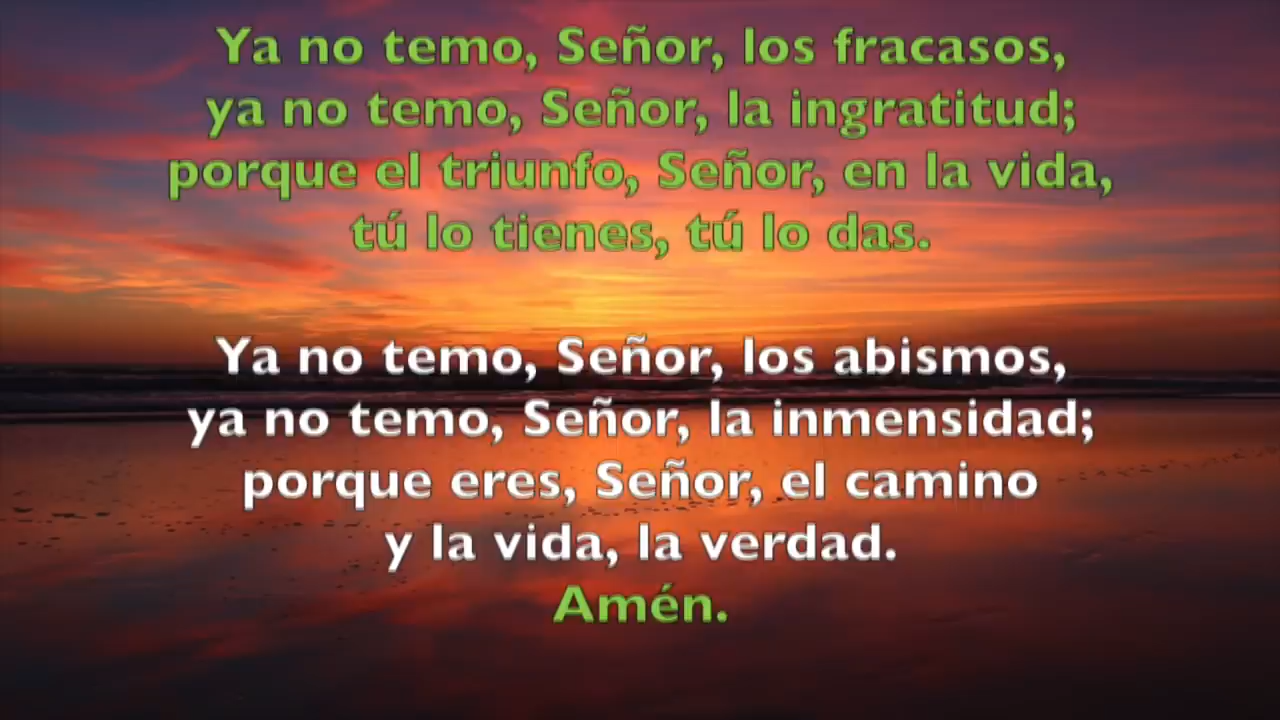 Ya no temo, Señor, los fracasos,
ya no temo, Señor, la ingratitud;
porque el triunfo, Señor, en la vida,
tú lo tienes, tú lo das.
Ya no temo, Señor, los abismos,
ya no temo, Señor, la inmensidad;
porque eres, Señor, el camino
y la vida, la verdad.
Amén.